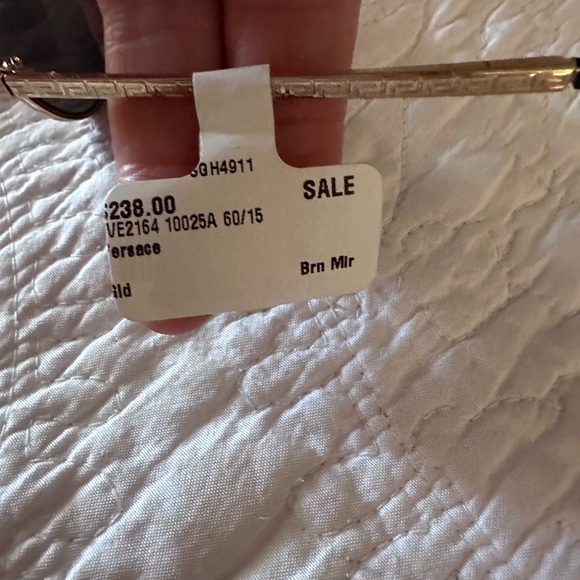 SGH4911
$238.00
SALE
VE2164 10025A 60/15
Versace
Gld
Brn Mlr